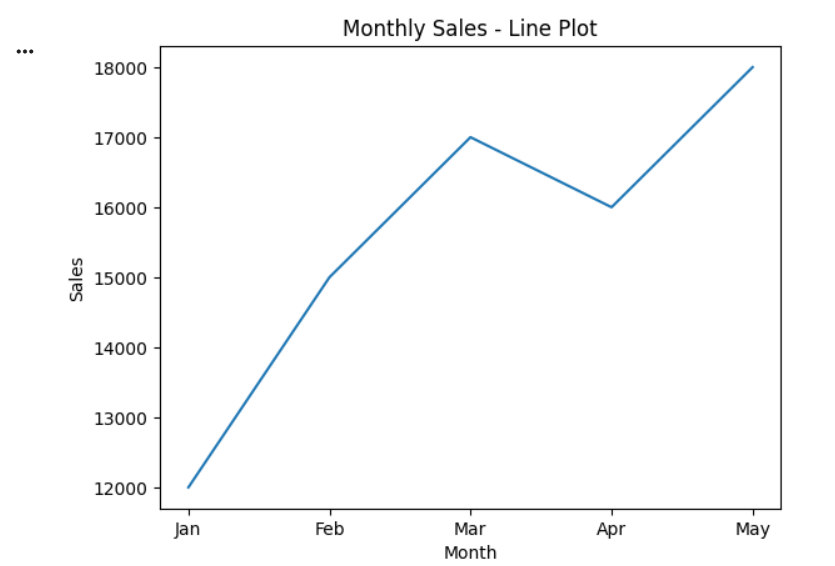 Monthly Sales - Line Plot
...
18000
17000
16000
15000
14000
13000
12000
Sales
Jan Feb Mar Apr May
Month